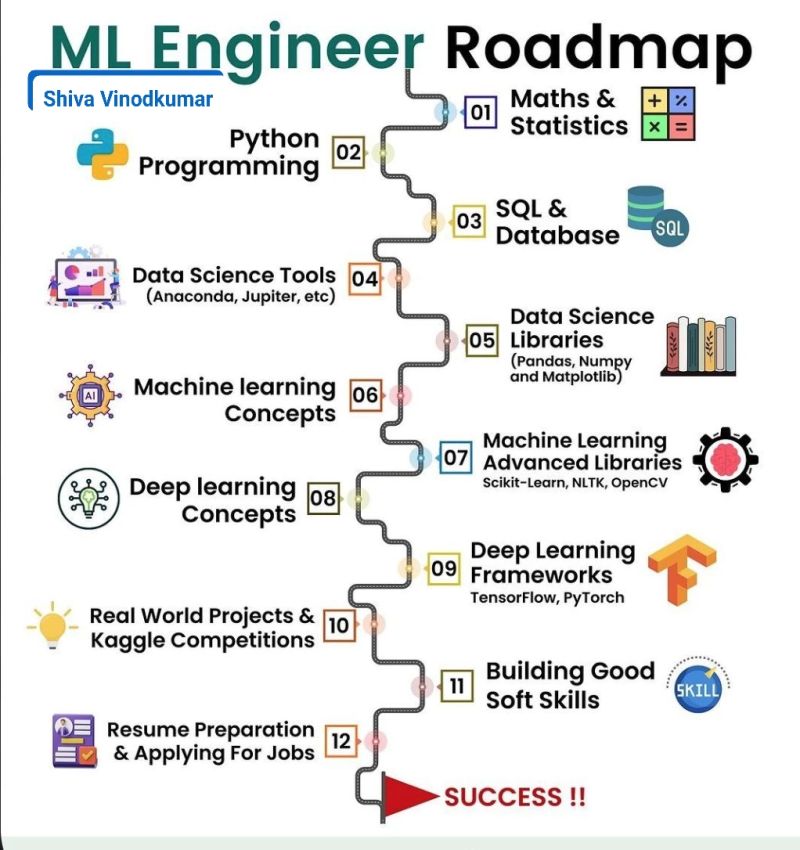 ML Engineer Roadmap
Shiva Vinodkumar
01
Maths &
Statistics
+ %
× =
Python
Programming
02
03
SQL &
Database
SQL
Data Science Tools
(Anaconda, Jupiter, etc)
04
05
Data Science
Libraries
(Pandas, Numpy
and Matplotlib)
AI
Machine learning
Concepts
06
07
Machine Learning
Advanced Libraries
Scikit-Learn, NLTK, OpenCV
Deep learning
Concepts
08
09
Deep Learning
Frameworks
TensorFlow, PyTorch
Real World Projects &
Kaggle Competitions
10
11
Building Good
Soft Skills
SKILL
Resume Preparation
& Applying For Jobs
12
SUCCESS !!